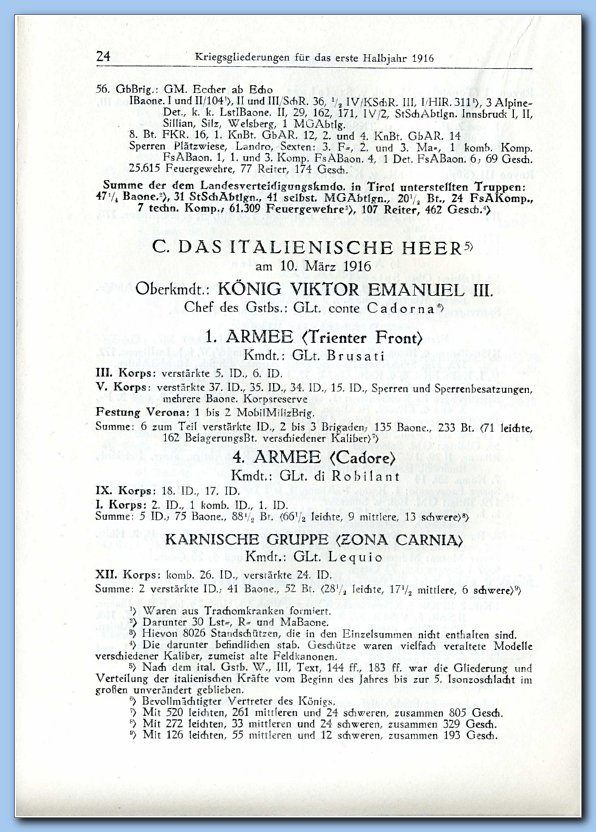 24
Kriegsgliederungen für das erste Halbjahr 1916
56. GbBrig.: GM. Eccher ab Echo
IBaone. I und II/104¹), II und III/SchR. 36, ¹/₂ IV/KSchR. III, I/HIR. 311¹), 3 Alpine-
Det., k. k. LstIBaone. II, 29, 162, 171, IV/2, StSchAbtlgn. Innsbruck I, II,
Sillian, Silz, Welsberg, 1 MGAbtlg.
8. Bt. FKR. 16, 1. KnBt. GbAR. 12, 2. und 4. KnBt. GbAR. 14
Sperren Plätzwiese, Landro, Sexten: 3. F-, 2. und 3. Ma-, 1 komb. Komp.
FsABaon. 1, 1. und 3. Komp. FsABaon. 4, 1 Det. FsABaon. 6; 69 Gesch.
25.615 Feuergewehre, 77 Reiter, 174 Gesch.
Summe der dem Landesverteidigungskmdo. in Tirol unterstellten Truppen:
47¹/₄ Baone.²), 31 StSchAbtlgn., 41 selbst. MGAbtlgn., 20¹/₂ Bt., 24 FsAKomp.,
7 techn. Komp.; 61.309 Feuergewehre³), 107 Reiter, 462 Gesch.⁴)
C. DAS ITALIENISCHE HEER⁵)
am 10. März 1916
Oberkmdt.: KÖNIG VIKTOR EMANUEL III.
Chef des Gstbs.: GLt. conte Cadorna⁶)
1. ARMEE (Trienter Front)
Kmdt.: GLt. Brusati
III. Korps: verstärkte 5. ID., 6. ID.
V. Korps: verstärkte 37. ID., 35. ID., 34. ID., 15. ID., Sperren und Sperrenbesatzungen,
mehrere Baone. Korpsreserve
Festung Verona: 1 bis 2 MobilMilizBrig.
Summe: 6 zum Teil verstärkte ID., 2 bis 3 Brigaden; 135 Baone., 233 Bt. (71 leichte,
162 BelagerungsBt. verschiedener Kaliber)⁷)
4. ARMEE (Cadore)
Kmdt.: GLt. di Robilant
IX. Korps: 18. ID., 17. ID.
I. Korps: 2. ID., 1 komb. ID., 1. ID.
Summe: 5 ID.; 75 Baone., 88¹/₂ Bt. (66¹/₂ leichte, 9 mittlere, 13 schwere)⁸)
KARNISCHE GRUPPE (ZONA CARNIA)
Kmdt.: GLt. Lequio
XII. Korps: komb. 26. ID., verstärkte 24. ID.
Summe: 2 verstärkte ID.; 41 Baone., 52 Bt. (28¹/₂ leichte, 17¹/₂ mittlere, 6 schwere)⁹)
¹) Waren aus Trachomkranken formiert.
²) Darunter 30 Lst-, R- und MaBaone.
³) Hievon 8026 Standschützen, die in den Einzelsummen nicht enthalten sind.
⁴) Die darunter befindlichen stab. Geschütze waren vielfach veraltete Modelle
verschiedener Kaliber, zumeist alte Feldkanonen.
⁵) Nach dem ital. Gstb. W., III, Text, 144 ff., 183 ff. war die Gliederung und
Verteilung der italienischen Kräfte vom Beginn des Jahres bis zur 5. Isonzoschlacht im
großen unverändert geblieben.
⁶) Bevollmächtigter Vertreter des Königs.
⁷) Mit 520 leichten, 261 mittleren und 24 schweren, zusammen 805 Gesch.
⁸) Mit 272 leichten, 33 mittleren und 24 schweren, zusammen 329 Gesch.
⁹) Mit 126 leichten, 55 mittleren und 12 schweren, zusammen 193 Gesch.